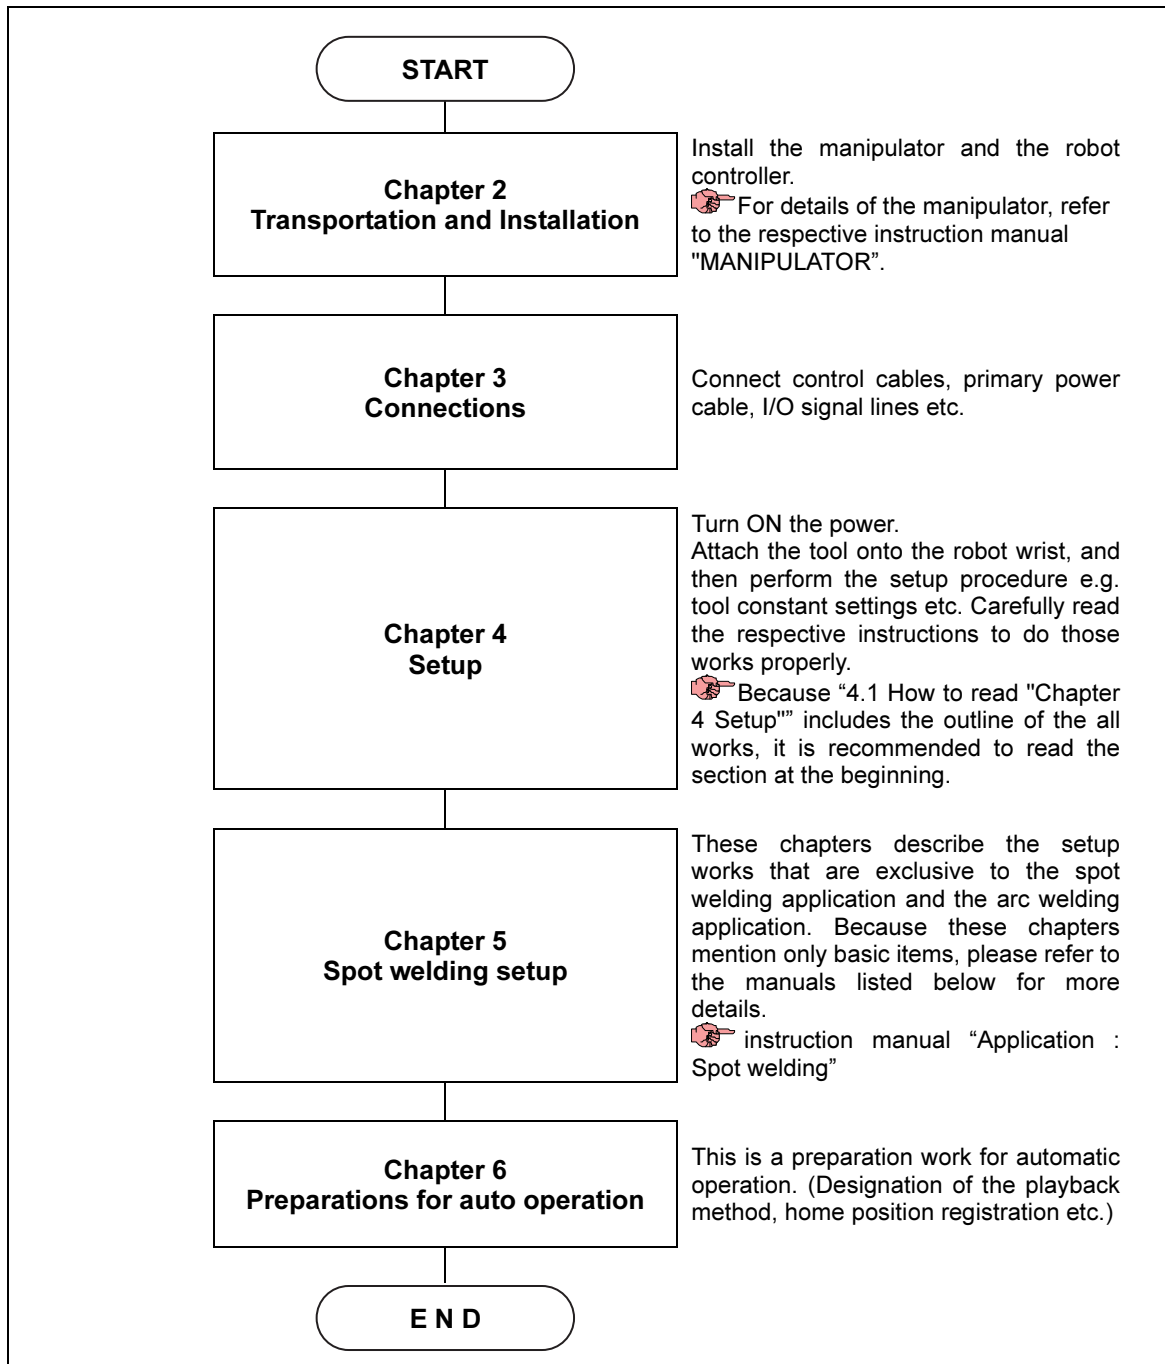 START
Chapter 2
Transportation and Installation
Install the manipulator and the robot
controller.
For details of the manipulator, refer
to the respective instruction manual
"MANIPULATOR”.
Chapter 3
Connections
Connect control cables, primary power
cable, I/O signal lines etc.
Chapter 4
Setup
Turn ON the power.
Attach the tool onto the robot wrist, and
then perform the setup procedure e.g.
tool constant settings etc. Carefully read
the respective instructions to do those
works properly.
Because “4.1 How to read "Chapter
4 Setup"” includes the outline of the all
works, it is recommended to read the
section at the beginning.
Chapter 5
Spot welding setup
These chapters describe the setup
works that are exclusive to the spot
welding application and the arc welding
application. Because these chapters
mention only basic items, please refer to
the manuals listed below for more
details.
instruction manual “Application :
Spot welding”
Chapter 6
Preparations for auto operation
This is a preparation work for automatic
operation. (Designation of the playback
method, home position registration etc.)
E N D